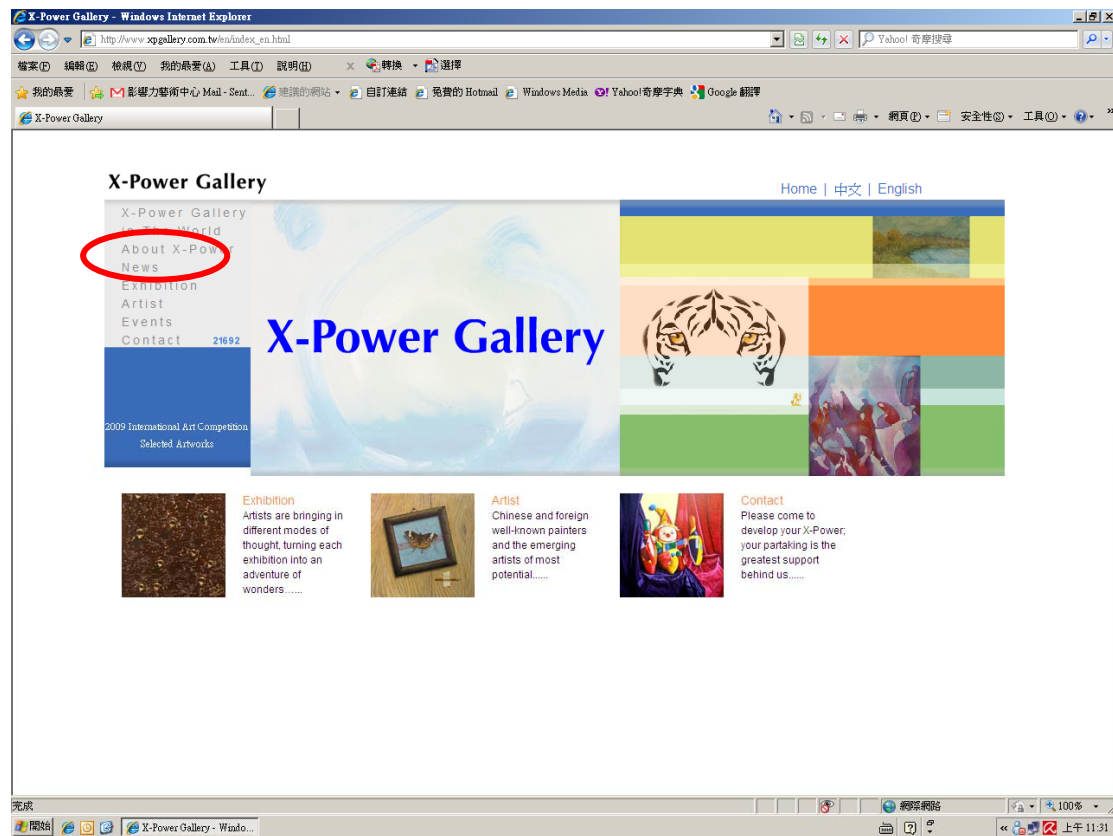 X-Power Gallery - Windows Internet Explorer
http://www.xpgallery.com.tw/en/index_en.html
Yahoo! 奇摩搜尋
檔案(F) 編輯(E) 檢視(V) 我的最愛(A) 工具(T) 說明(H) x 轉換 選擇
我的最愛 影響力藝術中心 Mail - Sent... 建議的網站 自訂連結 免費的 Hotmail Windows Media Yahoo!奇摩字典 Google 翻譯
X-Power Gallery
網頁(P) 安全性(S) 工具(O) »
X-Power Gallery
Home | 中文 | English
X-Power Gallery
in The World
About X-Power
News
Exhibition
Artist
Events
Contact 21692
X-Power Gallery
2009 International Art Competition
Selected Artworks
Exhibition
Artists are bringing in
different modes of
thought, turning each
exhibition into an
adventure of
wonders......
Artist
Chinese and foreign
well-known painters
and the emerging
artists of most
potential......
Contact
Please come to
develop your X-Power;
your partaking is the
greatest support
behind us......
完成
網際網路
100%
開始
X-Power Gallery - Windo...
« 上午 11:31